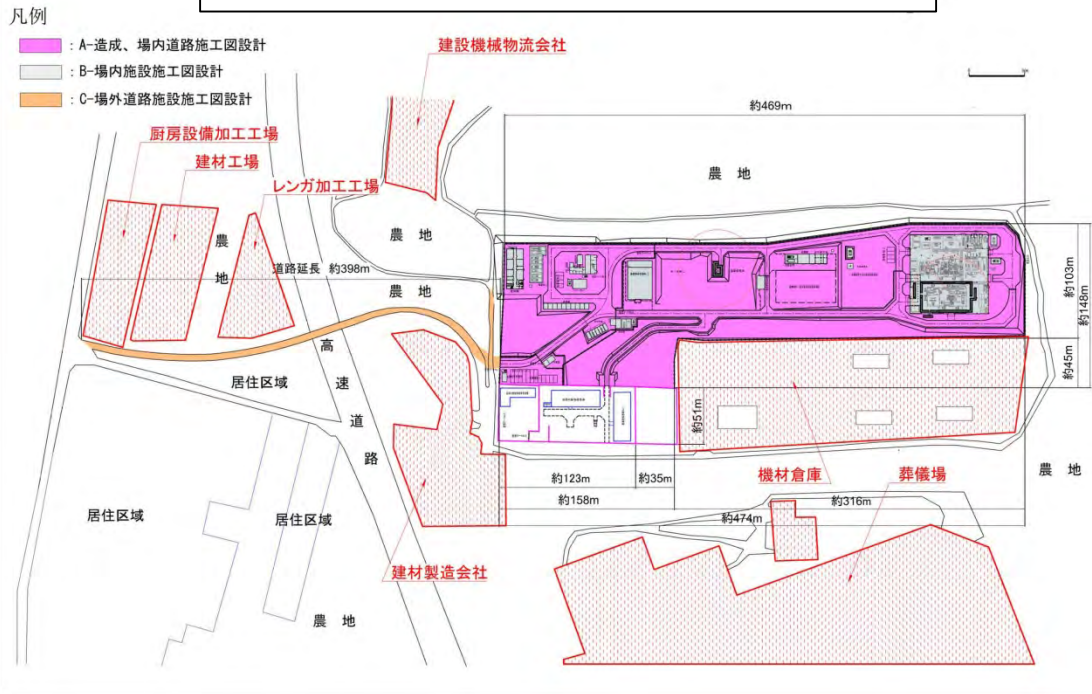 凡例
: A-造成、場内道路施工図設計
: B-場内施設施工図設計
: C-場外道路施設施工図設計
建設機械物流会社
厨房設備加工工場
建材工場
レンガ加工工場
約469m
農 地
農 地
農 地
農 地
道路延長 約398m
約103m
約148m
約45m
高 速 道 路
居住区域
約51m
約123m
約35m
約158m
約316m
約474m
機材倉庫
葬儀場
農 地
居住区域
居住区域
建材製造会社
農 地